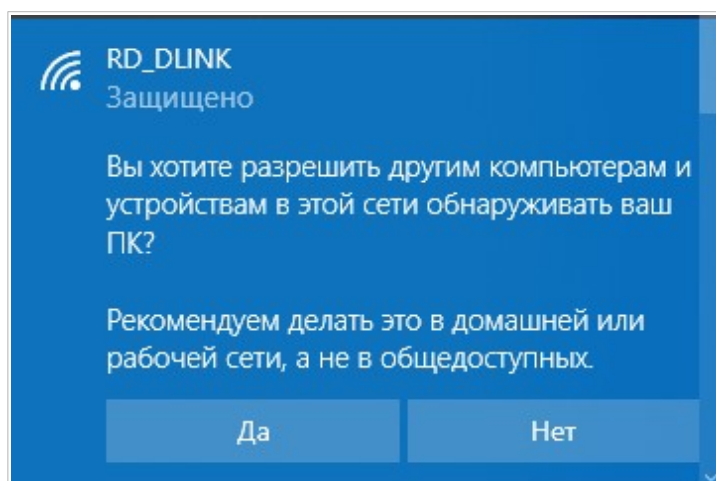 RD_DLINK
Защищено
Вы хотите разрешить другим компьютерам и
устройствам в этой сети обнаруживать ваш
ПК?
Рекомендуем делать это в домашней или
рабочей сети, а не в общедоступных.
Да
Нет